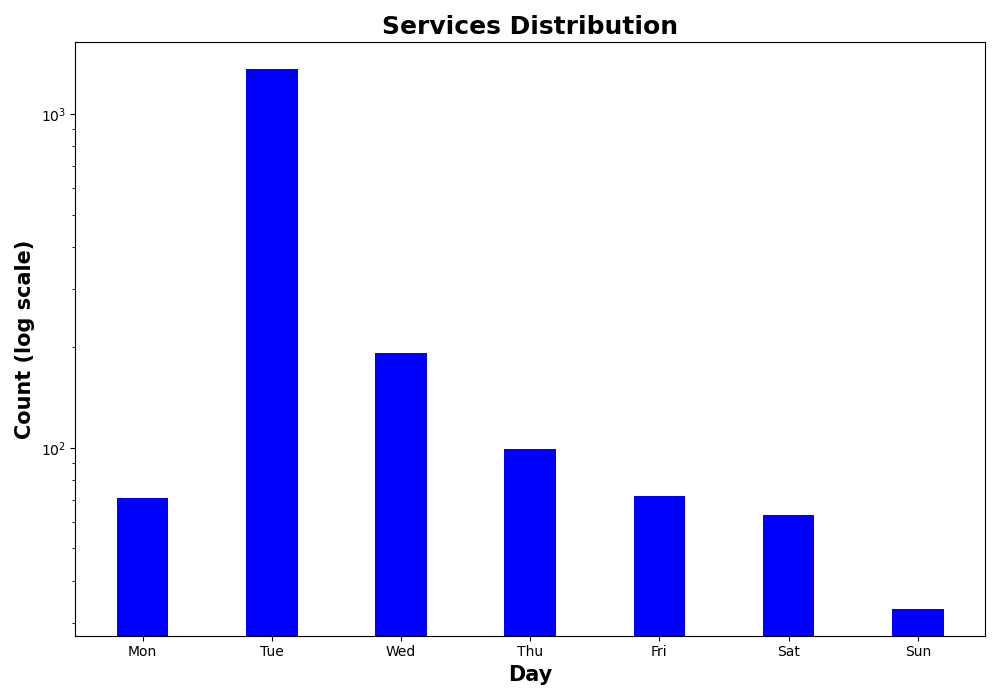 Services Distribution
Count (log scale)
10³
10²
Mon Tue Wed Thu Fri Sat Sun
Day